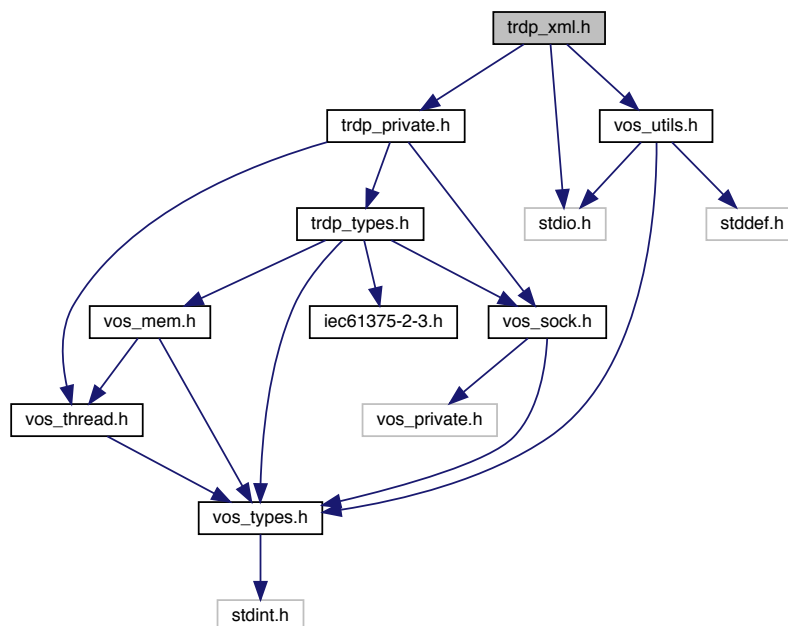 trdp_xml.h
trdp_private.h
vos_utils.h
trdp_types.h
stdio.h
stddef.h
vos_mem.h
iec61375-2-3.h
vos_sock.h
vos_thread.h
vos_private.h
vos_types.h
stdint.h